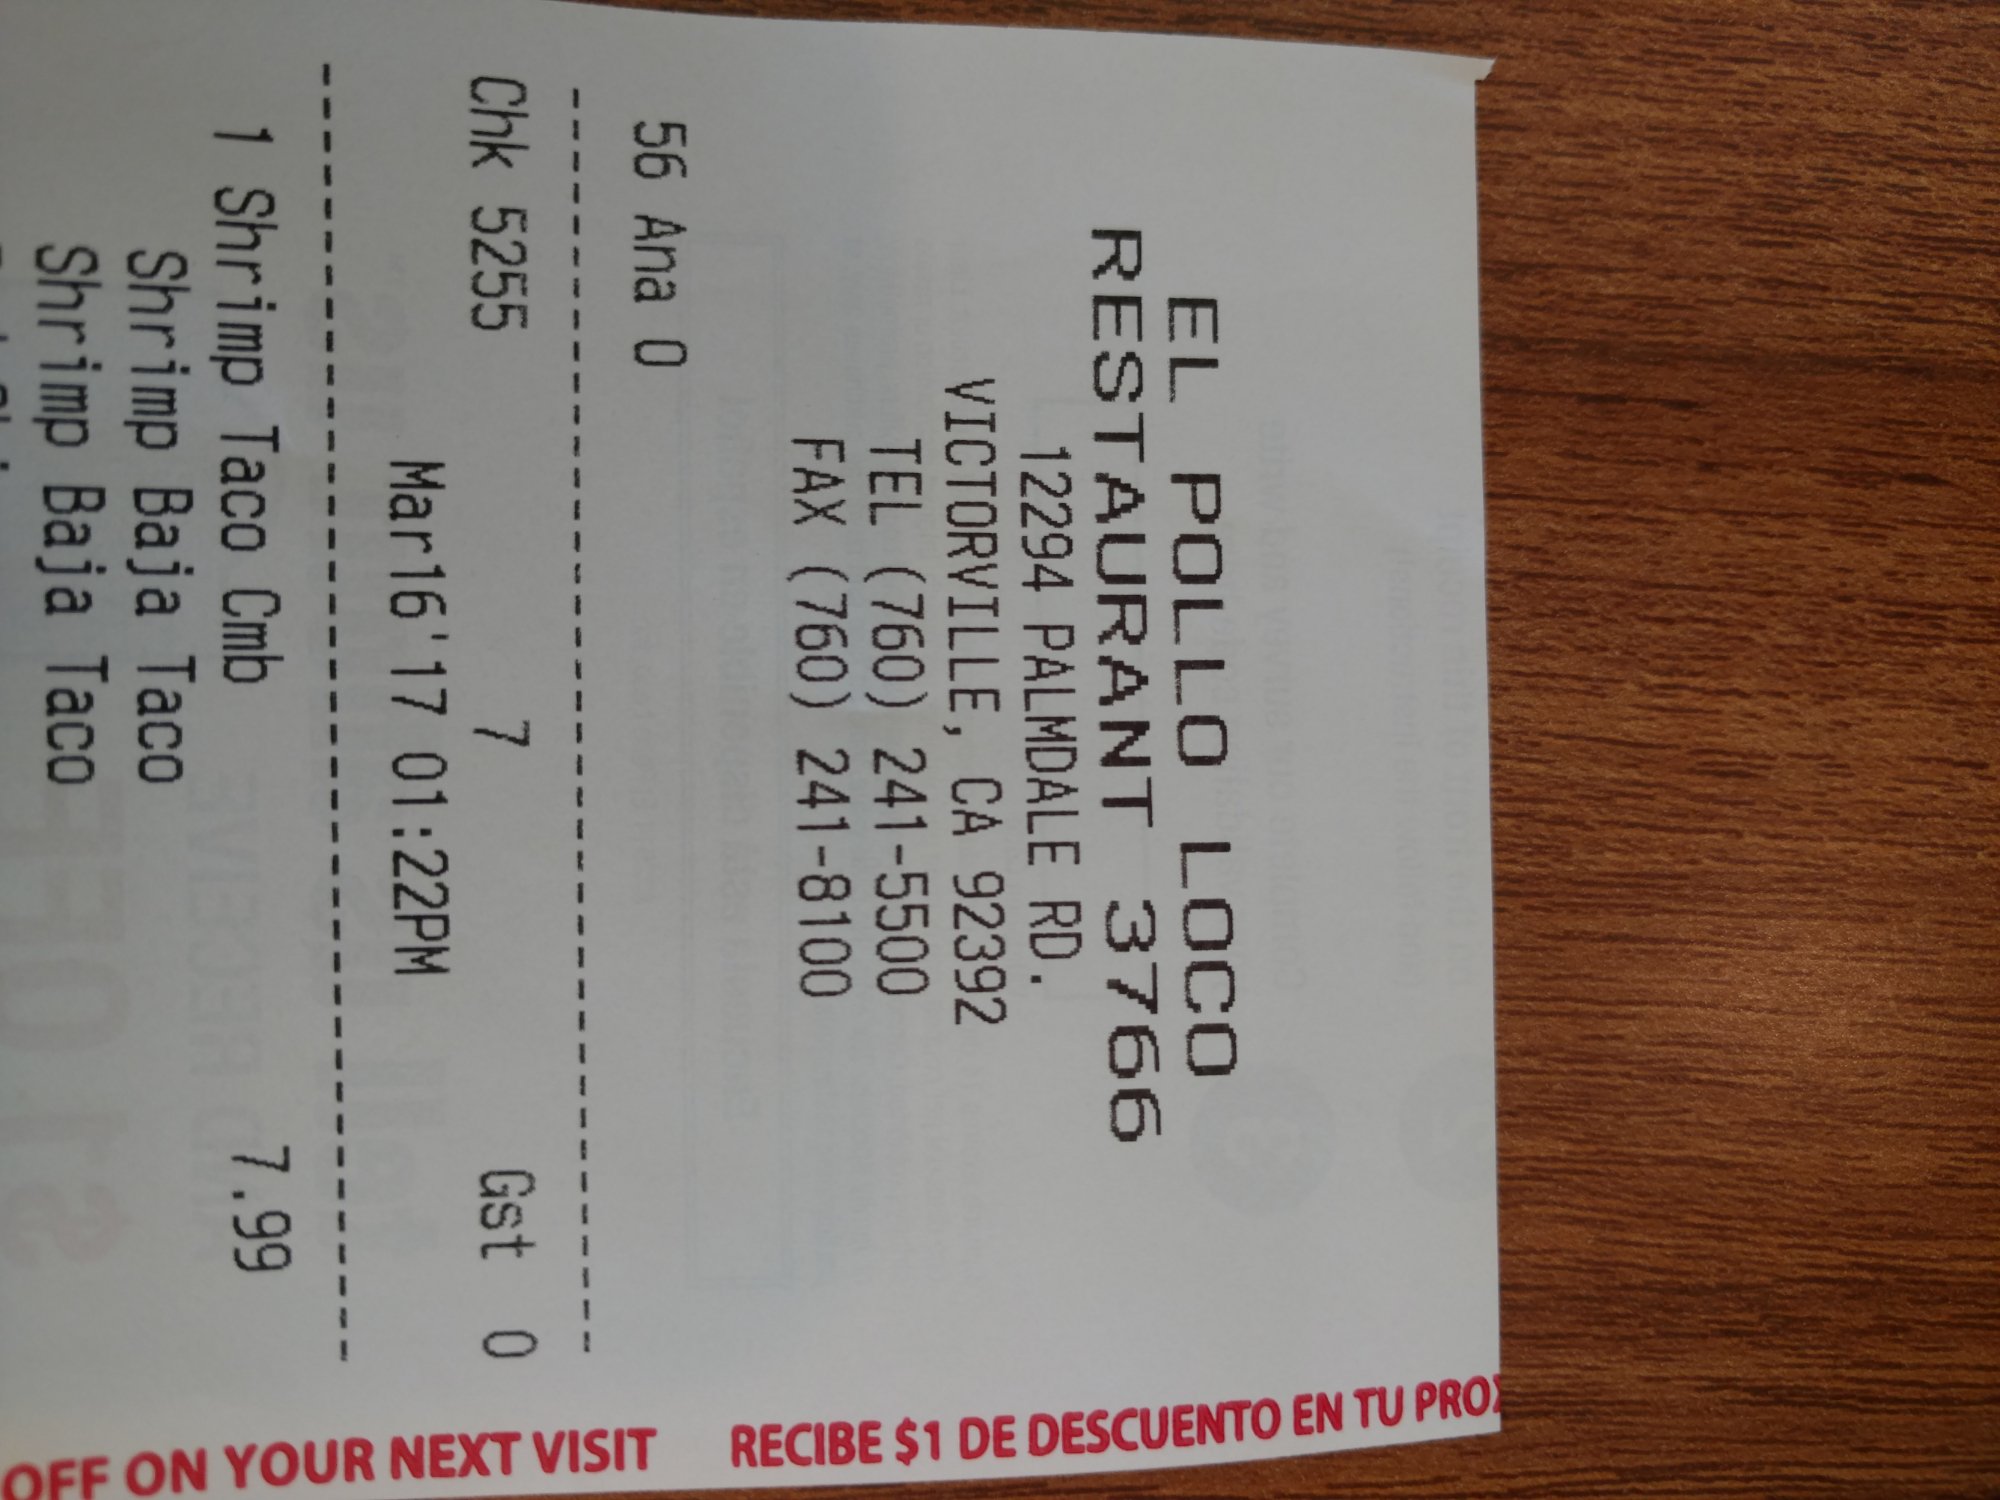 EL POLLO LOCO
RESTAURANT 3766
12294 PALMDALE RD.
VICTORVILLE, CA 92392
TEL (760) 241-5500
FAX (760) 241-8100
56 Ana O
--------------------------------
Chk 5255 7 Gst 0
Mar16'17 01:22PM
--------------------------------
1 Shrimp Taco Cmb 7.99
Shrimp Baja Taco
Shrimp Baja Taco
OFF ON YOUR NEXT VISIT RECIBE $1 DE DESCUENTO EN TU